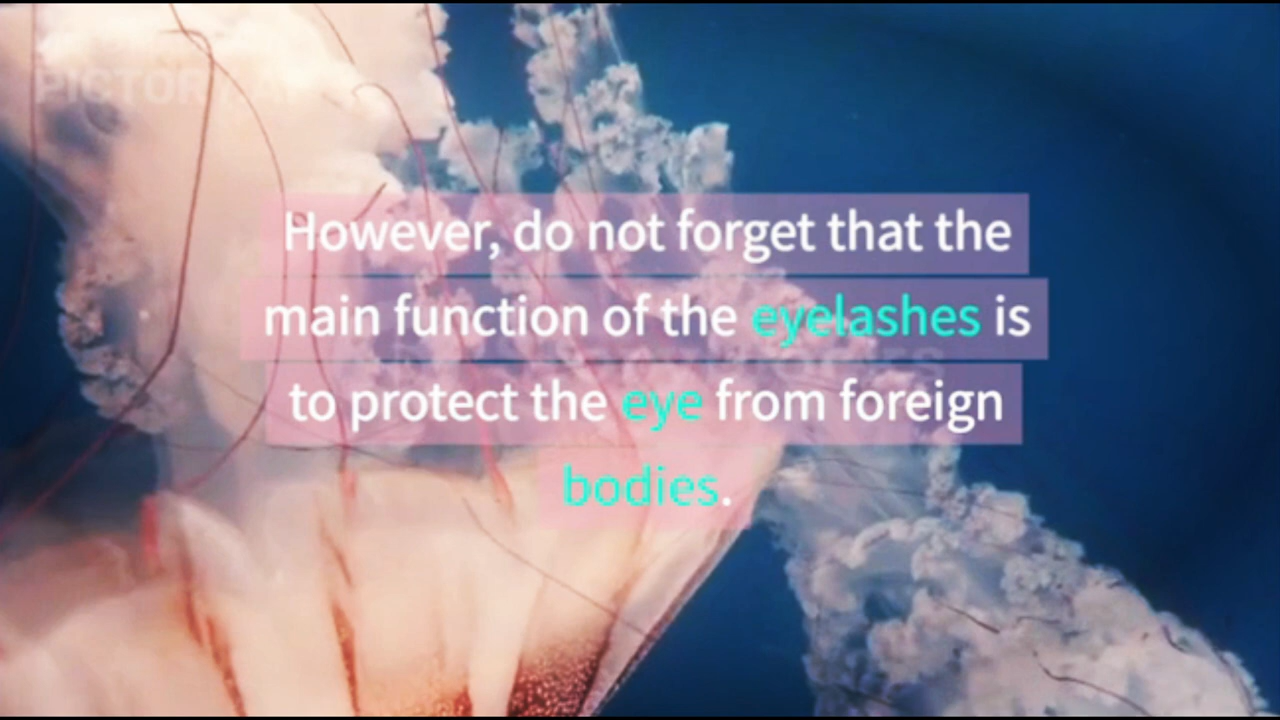 However, do not forget that the
main function of the eyelashes is
to protect the eye from foreign
bodies.